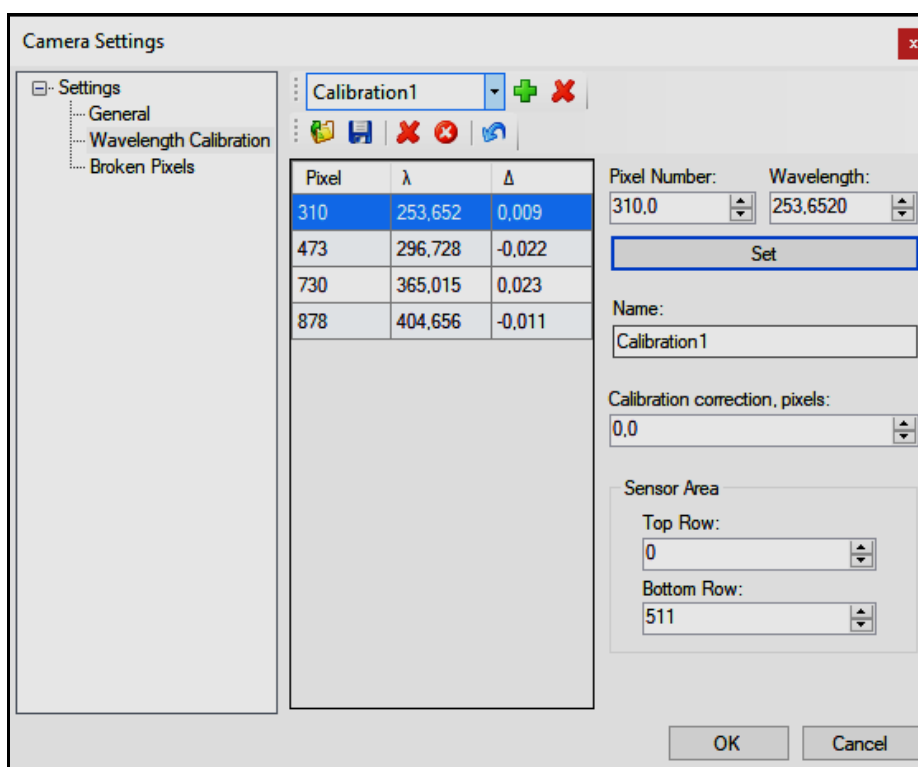 Camera Settings
x
Settings
General
Wavelength Calibration
Broken Pixels
Calibration1
Pixel λ Δ
310 253,652 0,009
473 296,728 -0,022
730 365,015 0,023
878 404,656 -0,011
Pixel Number: Wavelength:
310,0 253,6520
Set
Name:
Calibration1
Calibration correction, pixels:
0,0
Sensor Area
Top Row:
0
Bottom Row:
511
OK Cancel